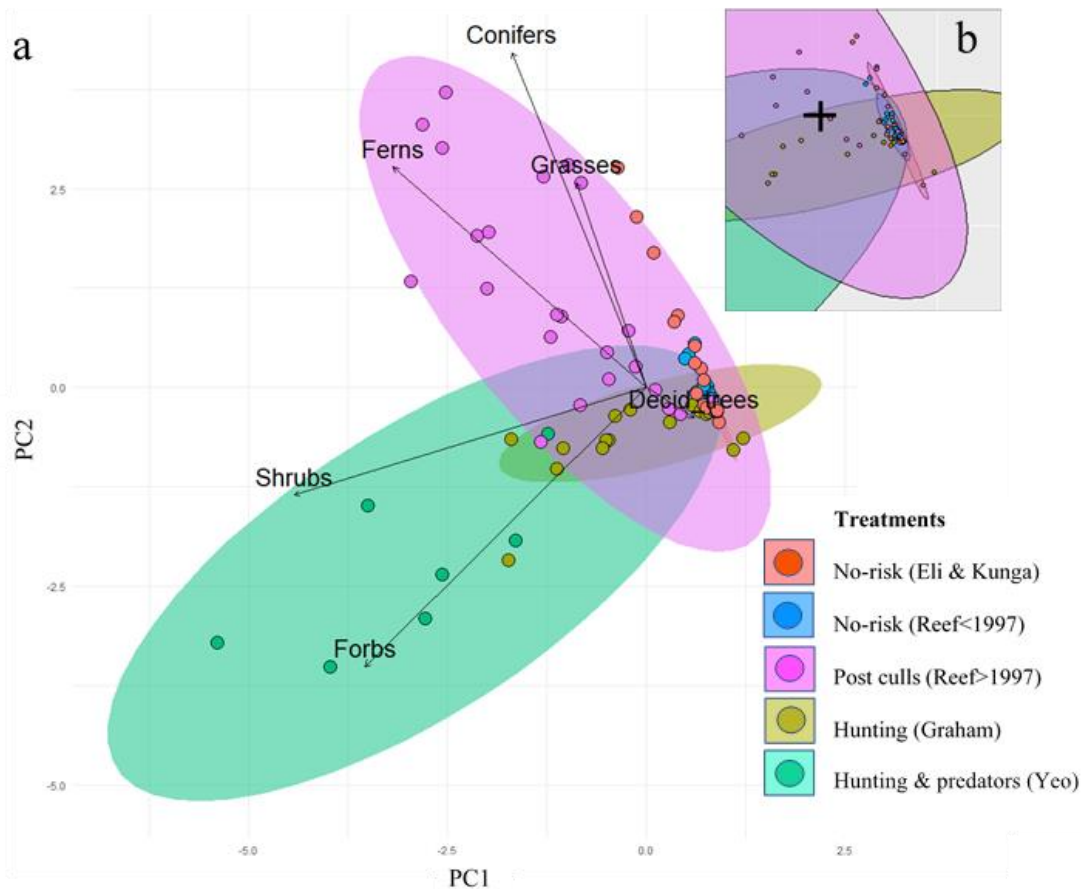 a
b
Conifers
Ferns
Grasses
Decid. trees
Shrubs
Forbs
2.5
0.0
-2.5
-5.0
PC2
-5.0
-2.5
0.0
2.5
PC1
Treatments
No-risk (Eli & Kunga)
No-risk (Reef<1997)
Post culls (Reef>1997)
Hunting (Graham)
Hunting & predators (Yeo)